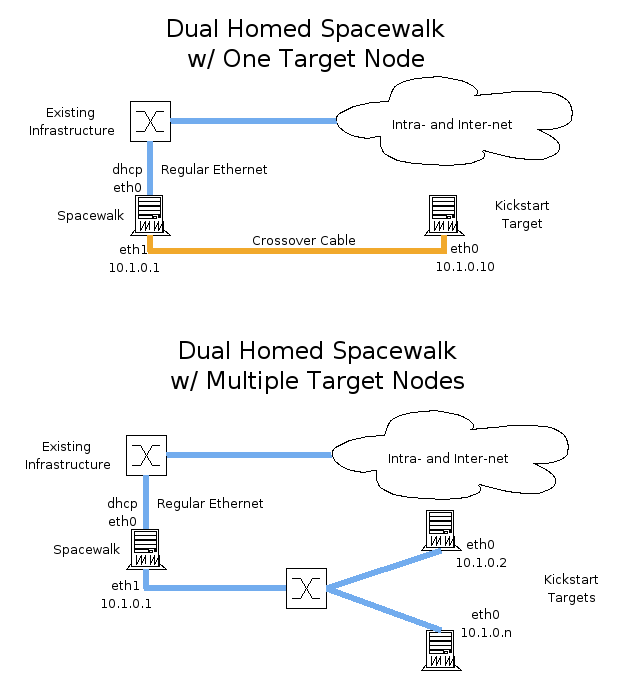 Dual Homed Spacewalk
w/ One Target Node
Existing
Infrastructure
Intra- and Inter-net
dhcp
Regular Ethernet
eth0
Spacewalk
Kickstart
Target
Crossover Cable
eth1
10.1.0.1
eth0
10.1.0.10
Dual Homed Spacewalk
w/ Multiple Target Nodes
Existing
Infrastructure
Intra- and Inter-net
dhcp
Regular Ethernet
eth0
Spacewalk
eth1
10.1.0.1
eth0
10.1.0.2
Kickstart
Targets
eth0
10.1.0.n